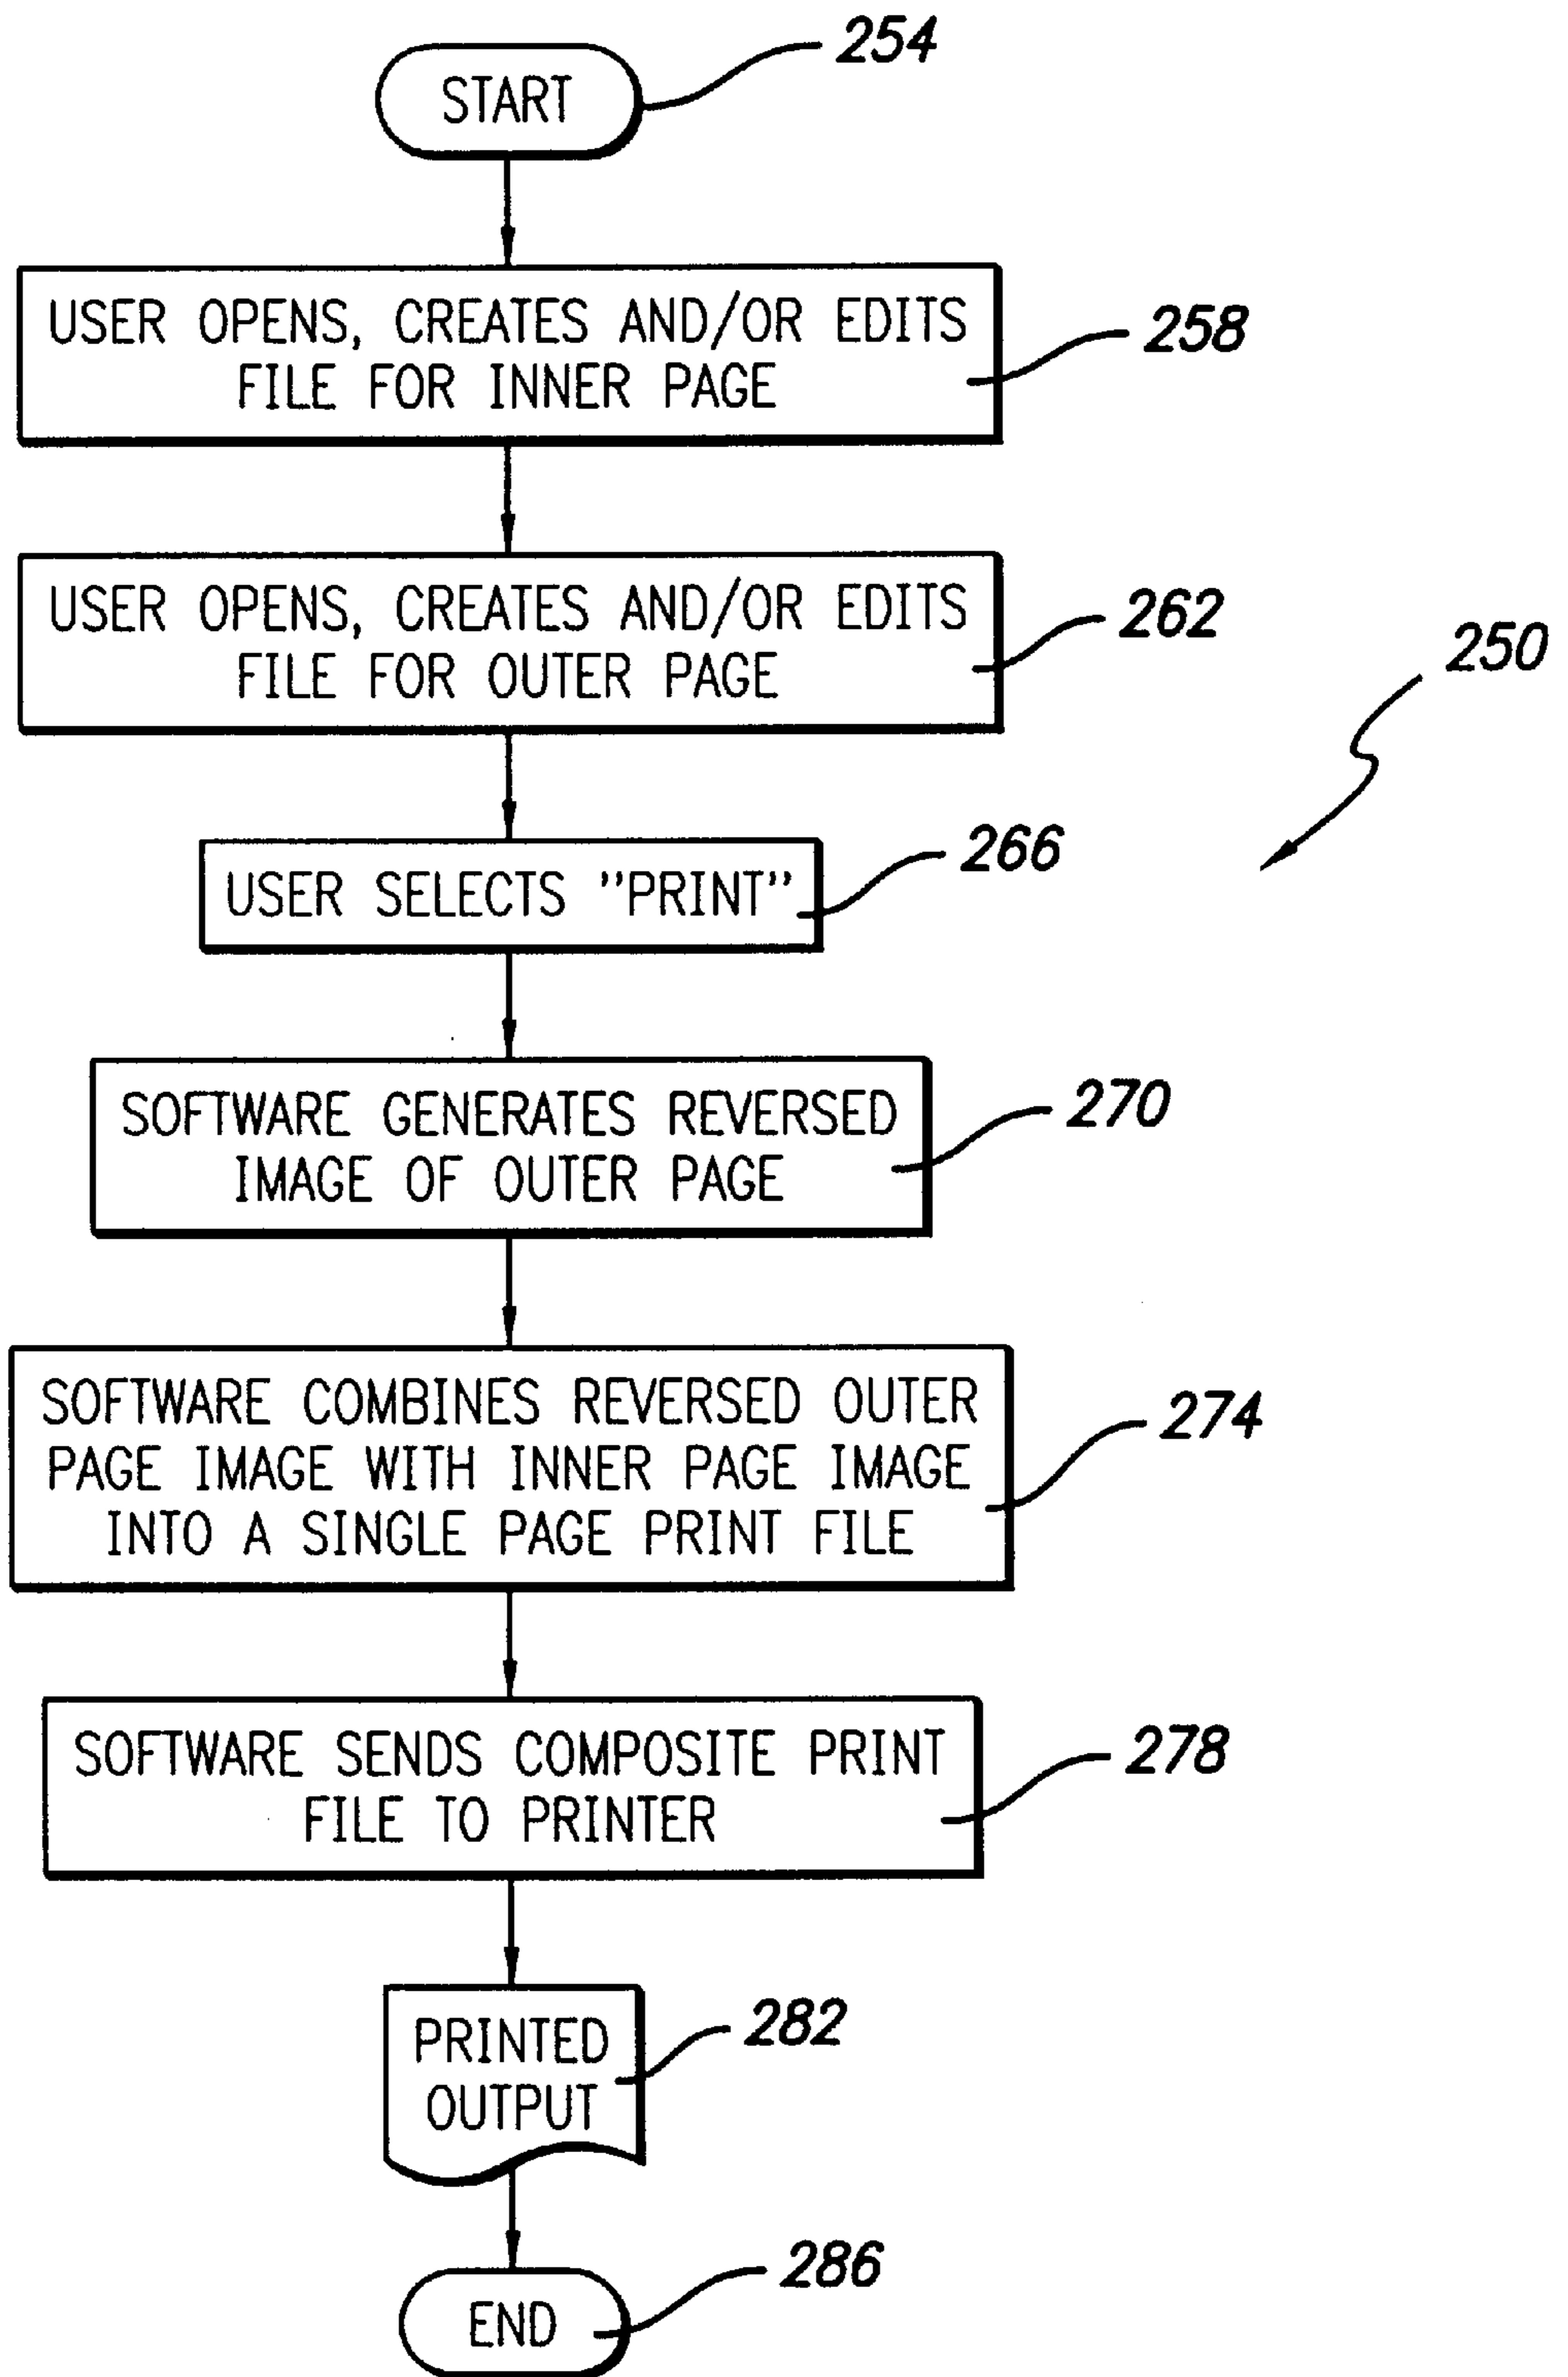 254
START
USER OPENS, CREATES AND/OR EDITS
FILE FOR INNER PAGE
258
USER OPENS, CREATES AND/OR EDITS
FILE FOR OUTER PAGE
262
250
USER SELECTS "PRINT"
266
SOFTWARE GENERATES REVERSED
IMAGE OF OUTER PAGE
270
SOFTWARE COMBINES REVERSED OUTER
PAGE IMAGE WITH INNER PAGE IMAGE
INTO A SINGLE PAGE PRINT FILE
274
SOFTWARE SENDS COMPOSITE PRINT
FILE TO PRINTER
278
PRINTED
OUTPUT
282
END
286